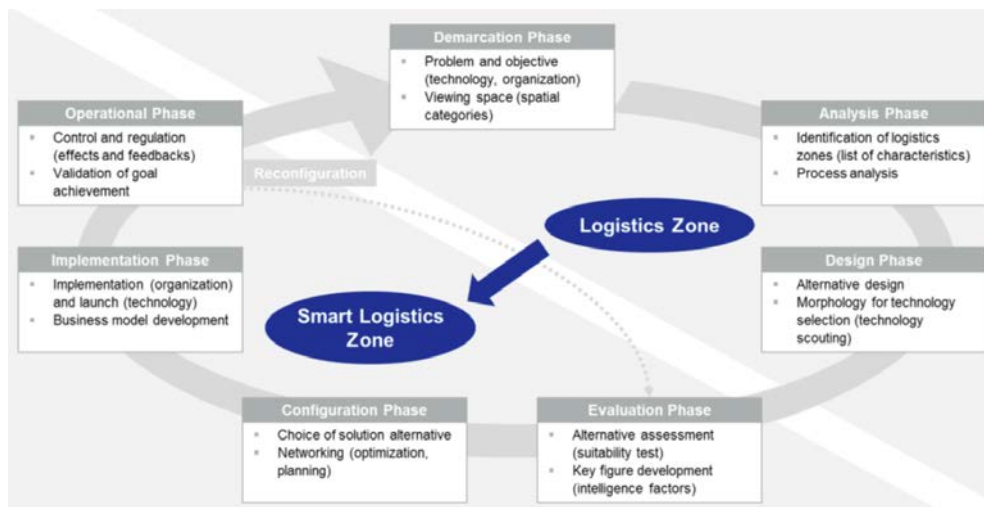 Demarcation Phase
▪ Problem and objective
(technology, organization)
▪ Viewing space (spatial
categories)
Operational Phase
▪ Control and regulation
(effects and feedbacks)
▪ Validation of goal
achievement
Analysis Phase
▪ Identification of logistics
zones (list of characteristics)
▪ Process analysis
Reconfiguration
Logistics Zone
Implementation Phase
▪ Implementation (organization)
and launch (technology)
▪ Business model development
Design Phase
▪ Alternative design
▪ Morphology for technology
selection (technology
scouting)
Smart Logistics
Zone
Configuration Phase
▪ Choice of solution alternative
▪ Networking (optimization,
planning)
Evaluation Phase
▪ Alternative assessment
(suitability test)
▪ Key figure development
(intelligence factors)